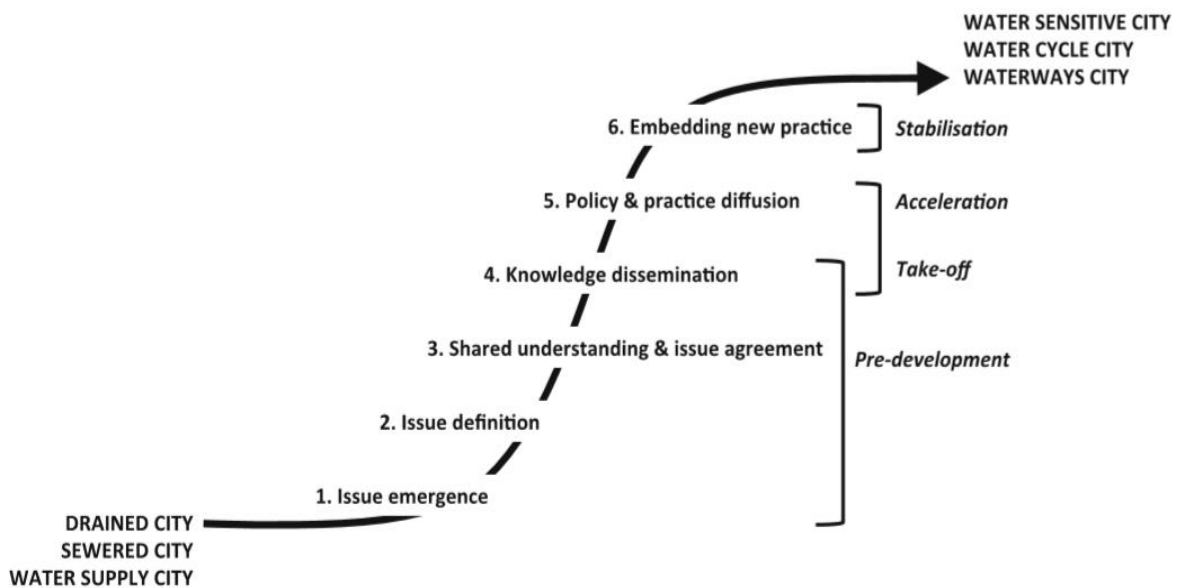 WATER SENSITIVE CITY
WATER CYCLE CITY
WATERWAYS CITY
6. Embedding new practice
Stabilisation
5. Policy & practice diffusion
Acceleration
Take-off
4. Knowledge dissemination
3. Shared understanding & issue agreement
Pre-development
2. Issue definition
1. Issue emergence
DRAINED CITY
SEWERED CITY
WATER SUPPLY CITY